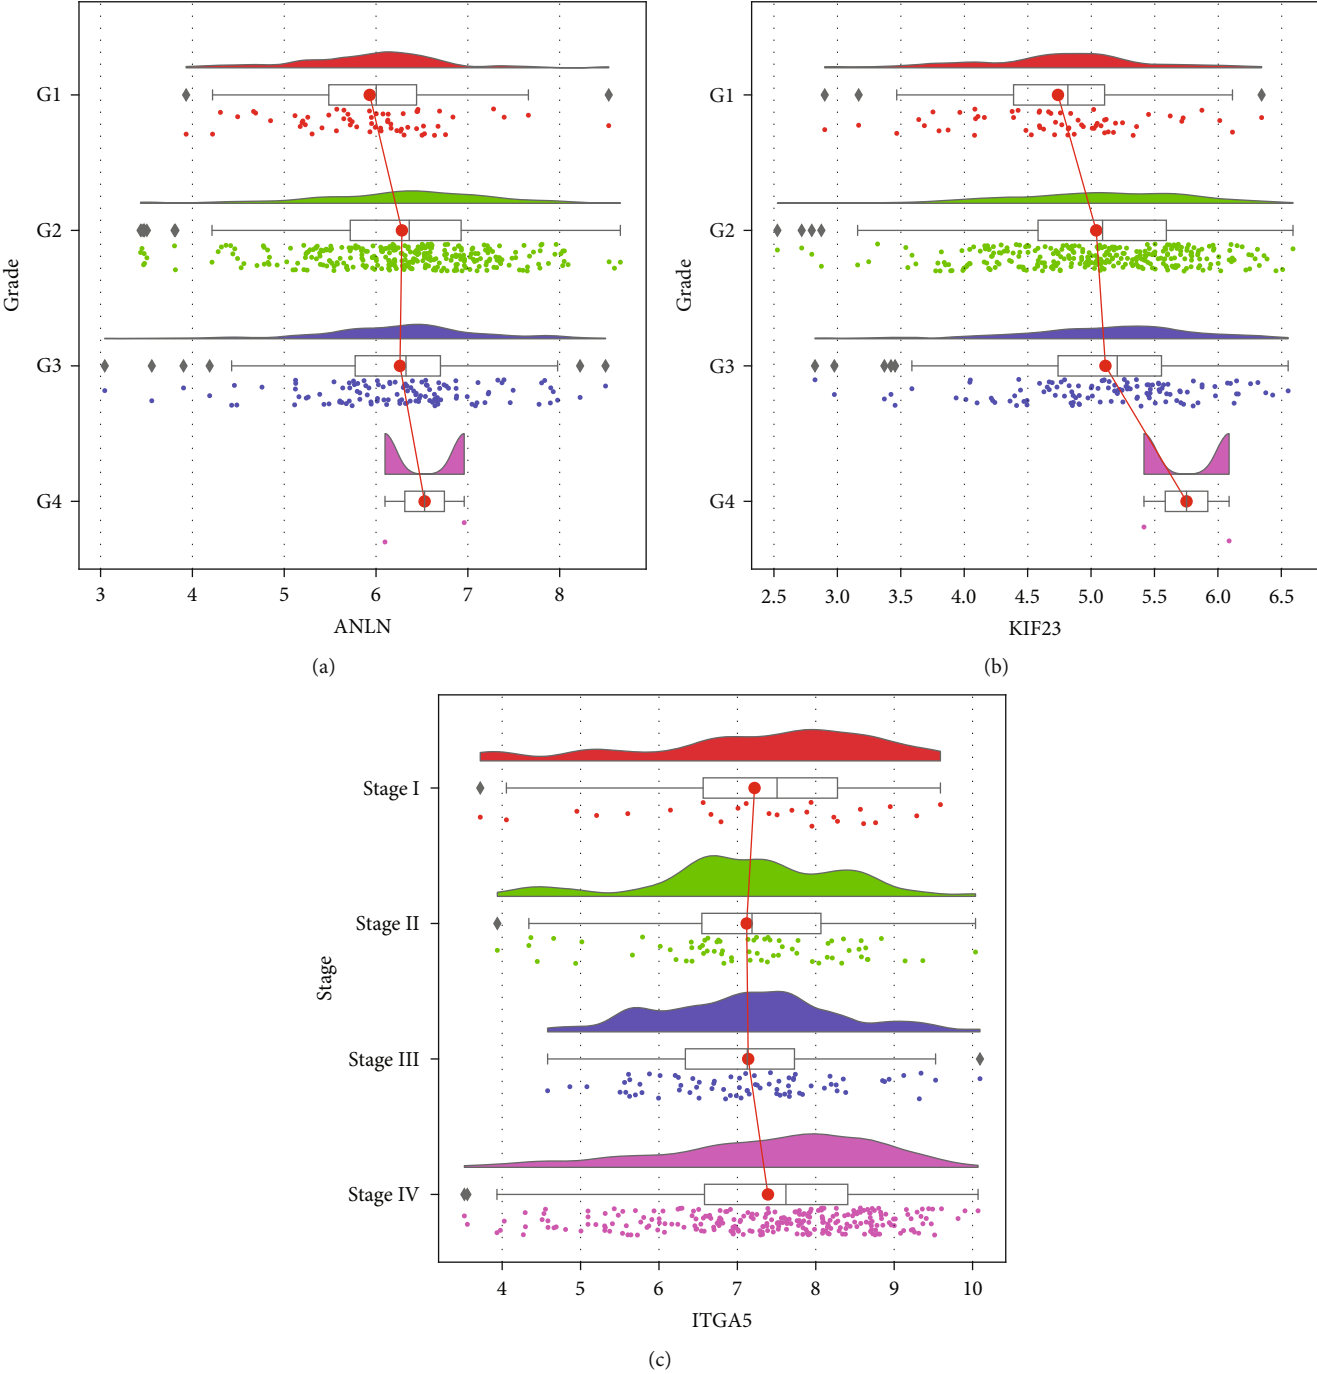 Grade
G1
G2
G3
G4
3 4 5 6 7 8
ANLN
(a)
Grade
G1
G2
G3
G4
2.5 3.0 3.5 4.0 4.5 5.0 5.5 6.0 6.5
KIF23
(b)
Stage
Stage I
Stage II
Stage III
Stage IV
4 5 6 7 8 9 10
ITGA5
(c)